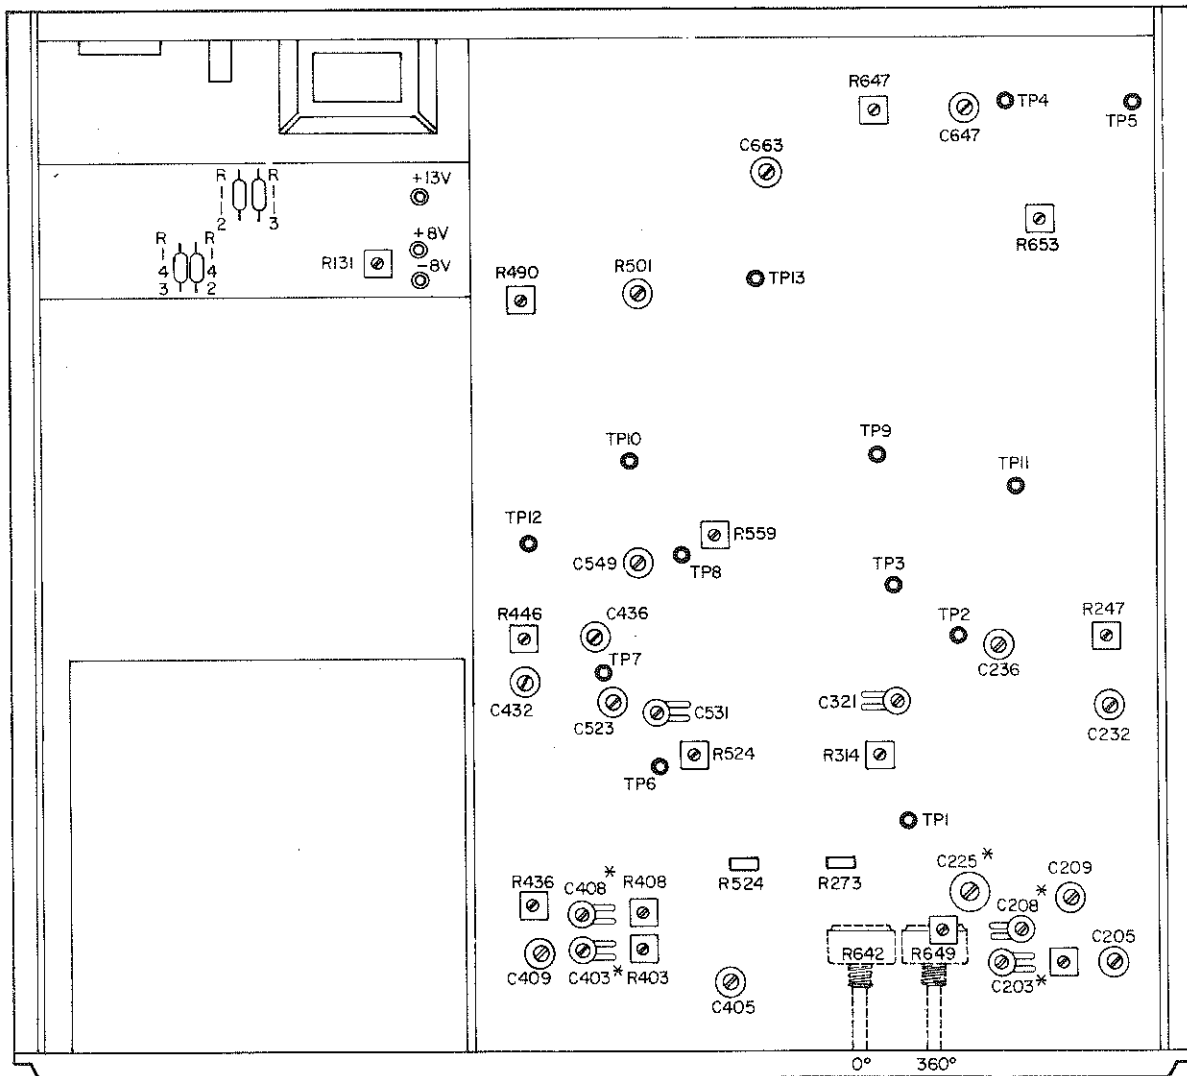 R647
TP4
TP5
C647
C663
R
|
|
2
R
|
|
3
+13V
R653
R
|
4
3
R
|
4
2
R131
+8V
-8V
R490
R501
TP13
TP10
TP9
TP11
TP12
R559
C549
TP8
TP3
R446
C436
TP2
R247
C236
TP7
C432
C523
C531
C321
C232
R524
R314
TP6
TP1
R436
C408*
R408
R524
R273
C225*
C209
C208*
C205
R642
R649
C409
C403*
R403
C405
C203*
0°
360°